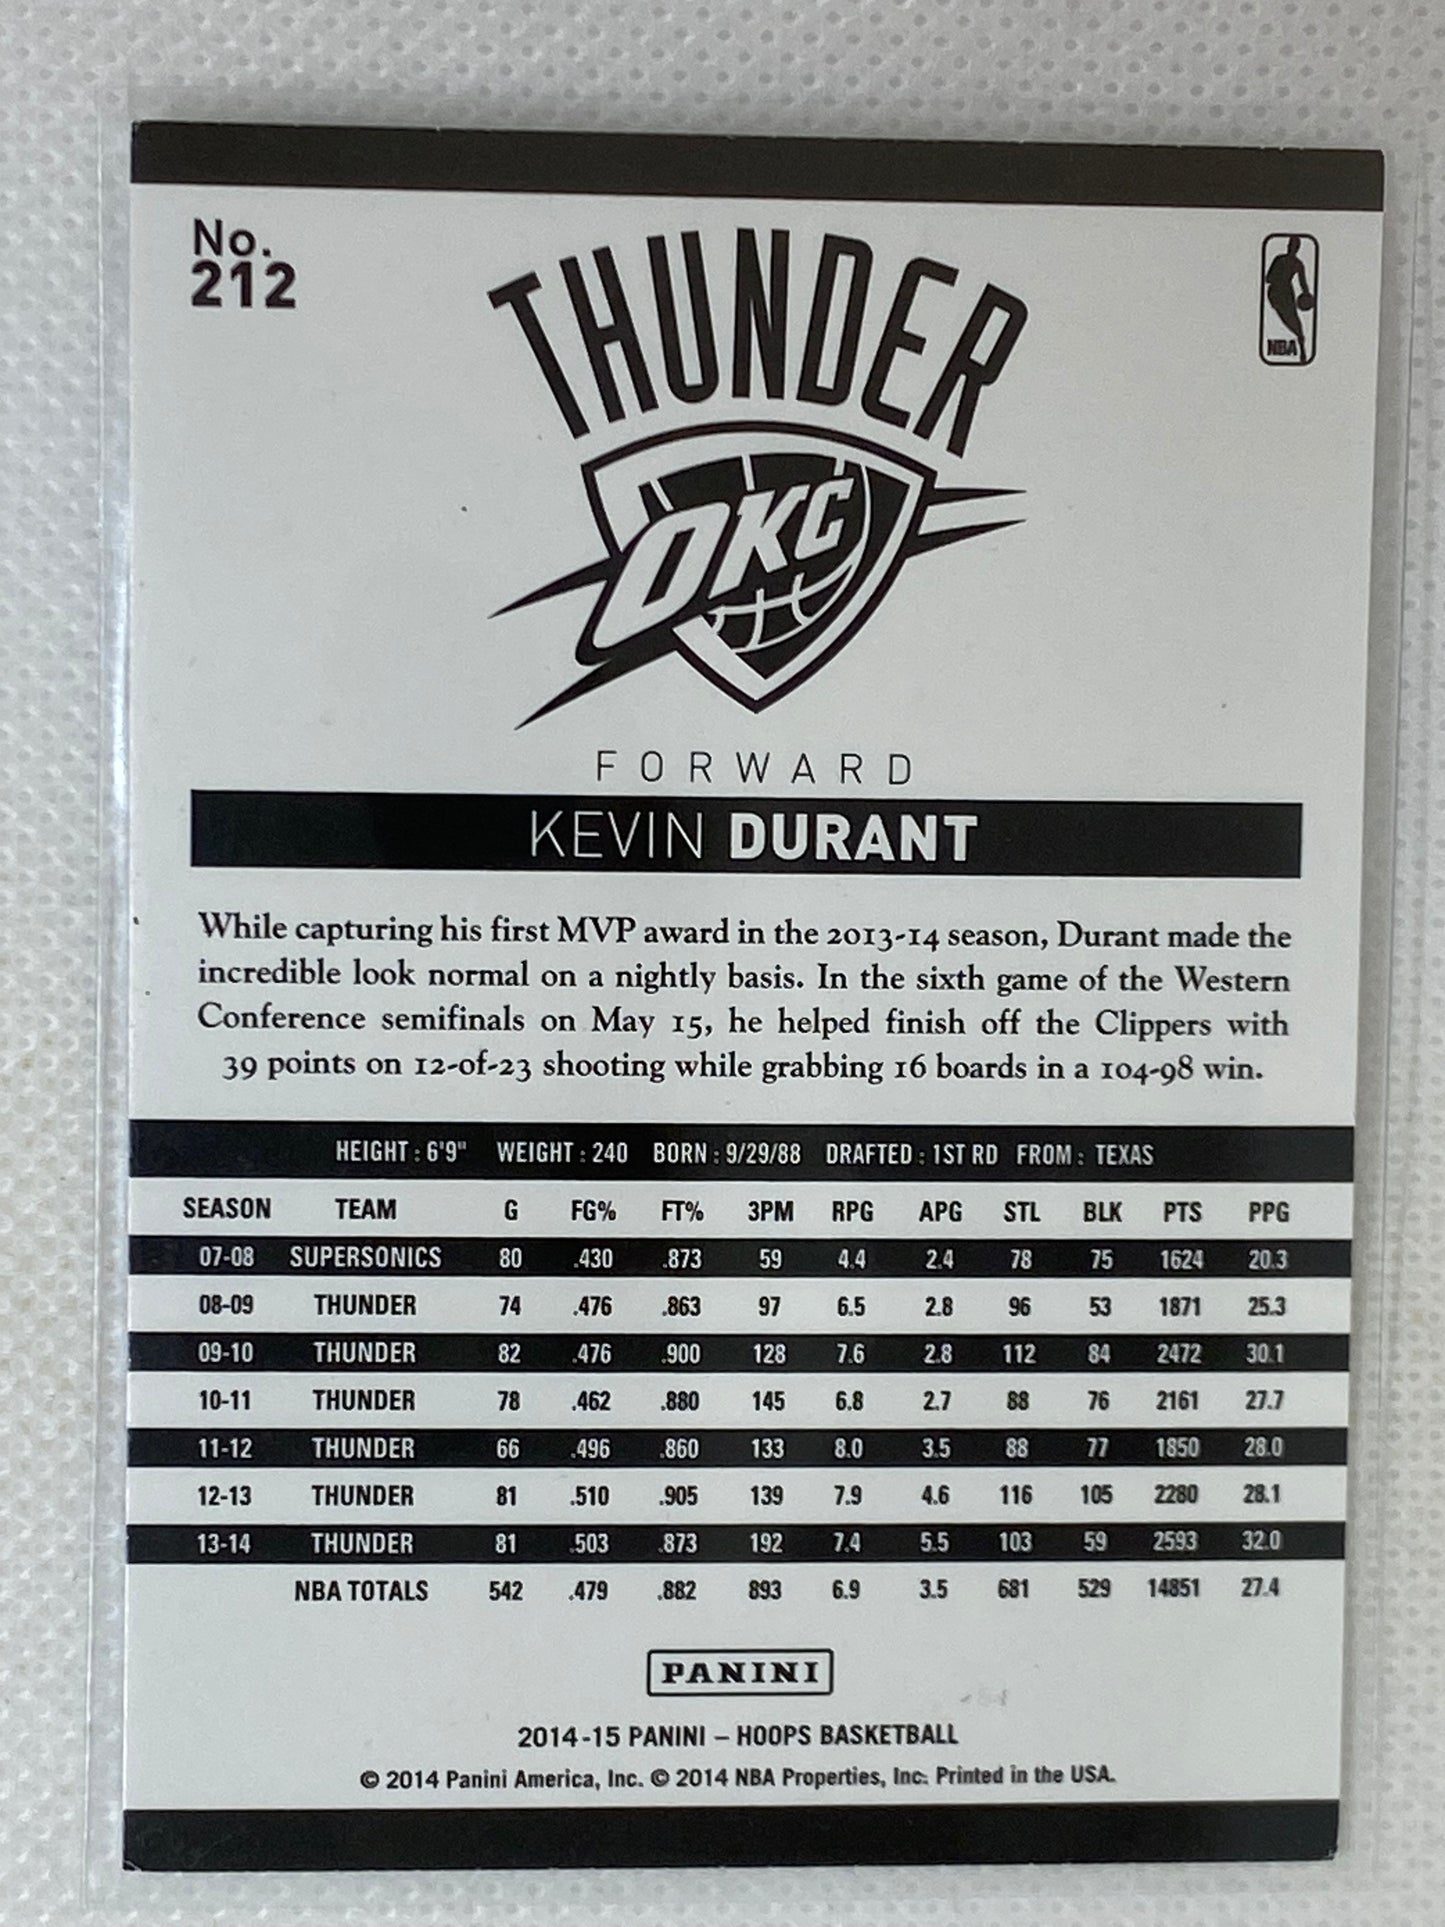 No.
212
THUNDER
OKC
NBA
FORWARD
KEVIN DURANT
While capturing his first MVP award in the 2013-14 season, Durant made the
incredible look normal on a nightly basis. In the sixth game of the Western
Conference semifinals on May 15, he helped finish off the Clippers with
39 points on 12-of-23 shooting while grabbing 16 boards in a 104-98 win.
HEIGHT : 6'9" WEIGHT : 240 BORN : 9/29/88 DRAFTED : 1ST RD FROM : TEXAS
SEASON TEAM G FG% FT% 3PM RPG APG STL BLK PTS PPG
07-08 SUPERSONICS 80 .430 .873 59 4.4 2.4 78 75 1624 20.3
08-09 THUNDER 74 .476 .863 97 6.5 2.8 96 53 1871 25.3
09-10 THUNDER 82 .476 .900 128 7.6 2.8 112 84 2472 30.1
10-11 THUNDER 78 .462 .880 145 6.8 2.7 88 76 2161 27.7
11-12 THUNDER 66 .496 .860 133 8.0 3.5 88 77 1850 28.0
12-13 THUNDER 81 .510 .905 139 7.9 4.6 116 105 2280 28.1
13-14 THUNDER 81 .503 .873 192 7.4 5.5 103 59 2593 32.0
NBA TOTALS 542 .479 .882 893 6.9 3.5 681 529 14851 27.4
PANINI
2014-15 PANINI – HOOPS BASKETBALL
© 2014 Panini America, Inc. © 2014 NBA Properties, Inc. Printed in the USA.